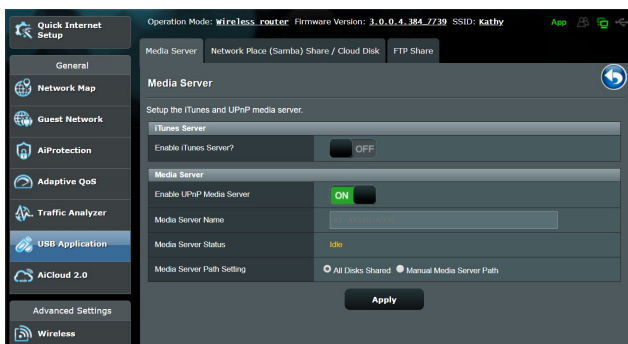 Quick Internet Setup
Operation Mode: Wireless router Firmware Version: 3.0.0.4.384_7739 SSID: Kathy
App
General
Network Map
Guest Network
AiProtection
Adaptive QoS
Traffic Analyzer
USB Application
AiCloud 2.0
Advanced Settings
Wireless
Media Server
Network Place (Samba) Share / Cloud Disk
FTP Share
Media Server
Setup the iTunes and UPnP media server.
iTunes Server
Enable iTunes Server?
OFF
Media Server
Enable UPnP Media Server
ON
Media Server Name
Media Server Status
Idle
Media Server Path Setting
All Disks Shared
Manual Media Server Path
Apply